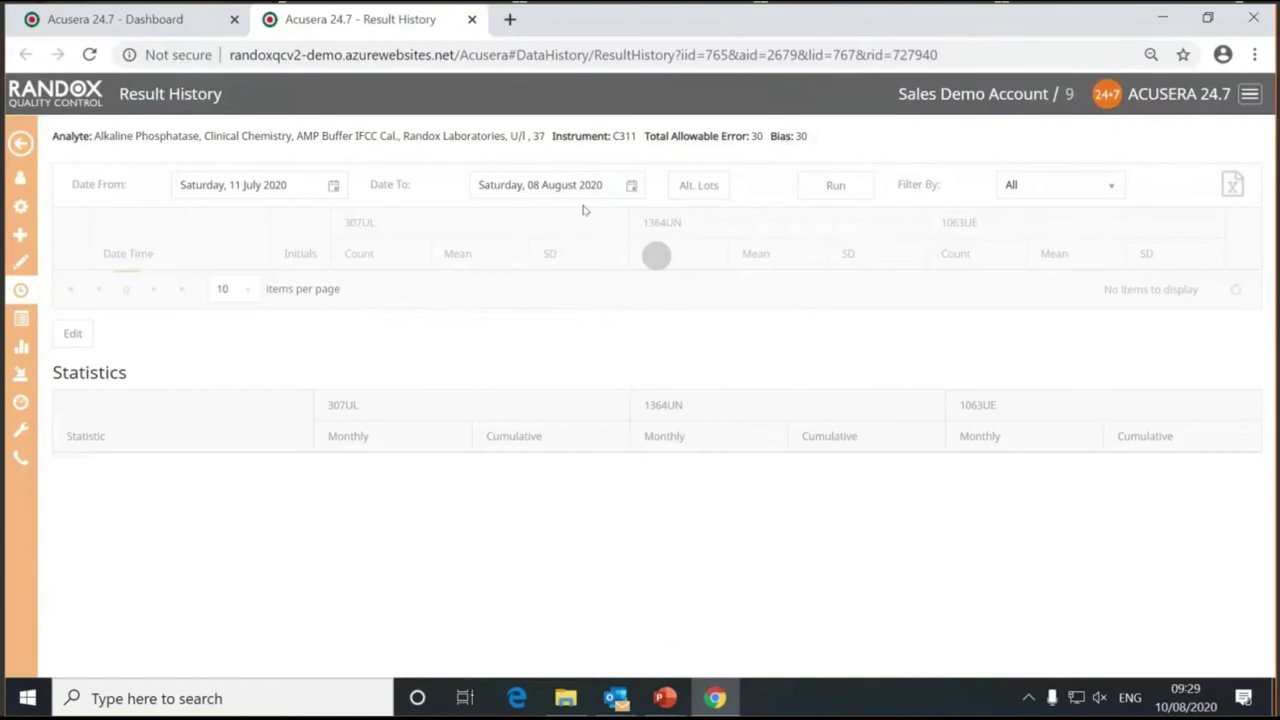 Acusera 24.7 - Dashboard
Acusera 24.7 - Result History
Not secure
randoxqcv2-demo.azurewebsites.net/Acusera#DataHistory/ResultHistory?iid=765&aid=2679&lid=767&rid=727940
RANDOX
QUALITY CONTROL
Result History
Sales Demo Account / 9
24•7
ACUSERA 24.7
Analyte: Alkaline Phosphatase, Clinical Chemistry, AMP Buffer IFCC Cal., Randox Laboratories, U/l , 37 Instrument: C311 Total Allowable Error: 30 Bias: 30
Date From: Saturday, 11 July 2020 Date To: Saturday, 08 August 2020 Alt. Lots Run Filter By: All
307UL 1364UN 1063UE
Date Time Initials Count Mean SD Mean SD Count Mean SD
0 10 items per page No items to display
Edit
Statistics
307UL 1364UN 1063UE
Statistic Monthly Cumulative Monthly Cumulative Monthly Cumulative
Type here to search
ENG
09:29
10/08/2020